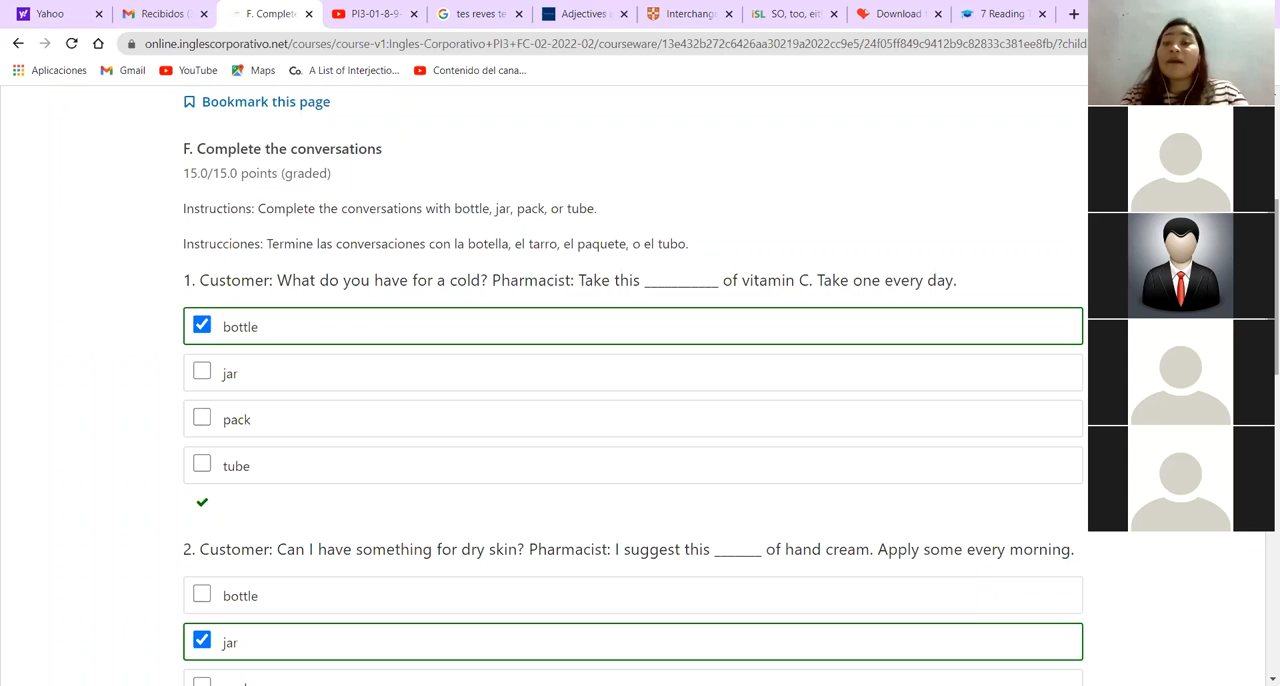 Yahoo
Recibidos (
F. Complete
PI3-01-8-9-
tes reves te
Adjectives
Interchang
SO, too, eit
Download
7 Reading
online.inglescorporativo.net/courses/course-v1:Ingles-Corporativo+PI3+FC-02-2022-02/courseware/13e432b272c6426aa30219a2022cc9e5/24f05ff849c9412b9c82833c381ee8fb/?child
Aplicaciones
Gmail
YouTube
Maps
Co. A List of Interjectio...
Contenido del cana...
Bookmark this page
F. Complete the conversations
15.0/15.0 points (graded)
Instructions: Complete the conversations with bottle, jar, pack, or tube.
Instrucciones: Termine las conversaciones con la botella, el tarro, el paquete, o el tubo.
1. Customer: What do you have for a cold? Pharmacist: Take this __________ of vitamin C. Take one every day.
bottle
jar
pack
tube
2. Customer: Can I have something for dry skin? Pharmacist: I suggest this ______ of hand cream. Apply some every morning.
bottle
jar